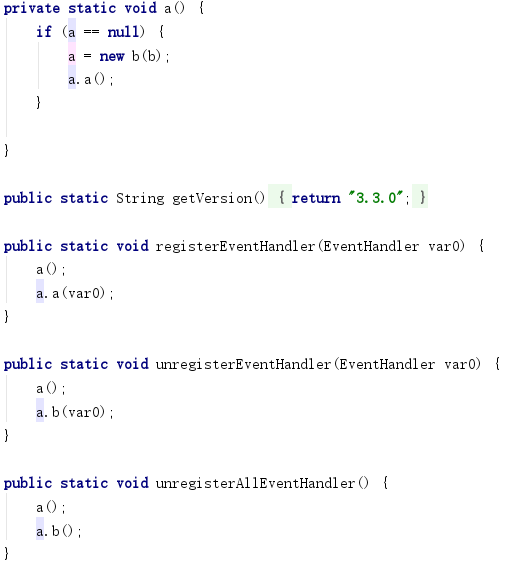 private static void a() {
    if (a == null) {
        a = new b(b);
        a.a();
    }

}

public static String getVersion() { return "3.3.0"; }

public static void registerEventHandler(EventHandler var0) {
    a();
    a.a(var0);
}

public static void unregisterEventHandler(EventHandler var0) {
    a();
    a.b(var0);
}

public static void unregisterAllEventHandler() {
    a();
    a.b();
}